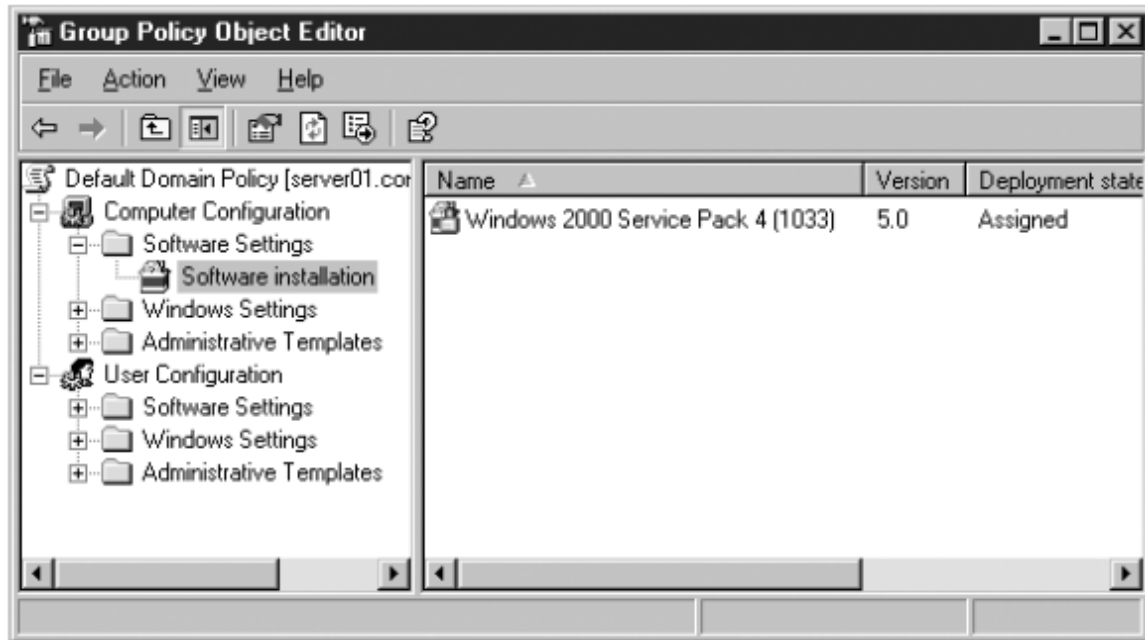 Group Policy Object Editor
File Action View Help
Default Domain Policy [server01.cor
Computer Configuration
Software Settings
Software installation
Windows Settings
Administrative Templates
User Configuration
Software Settings
Windows Settings
Administrative Templates
Name Version Deployment state
Windows 2000 Service Pack 4 (1033) 5.0 Assigned